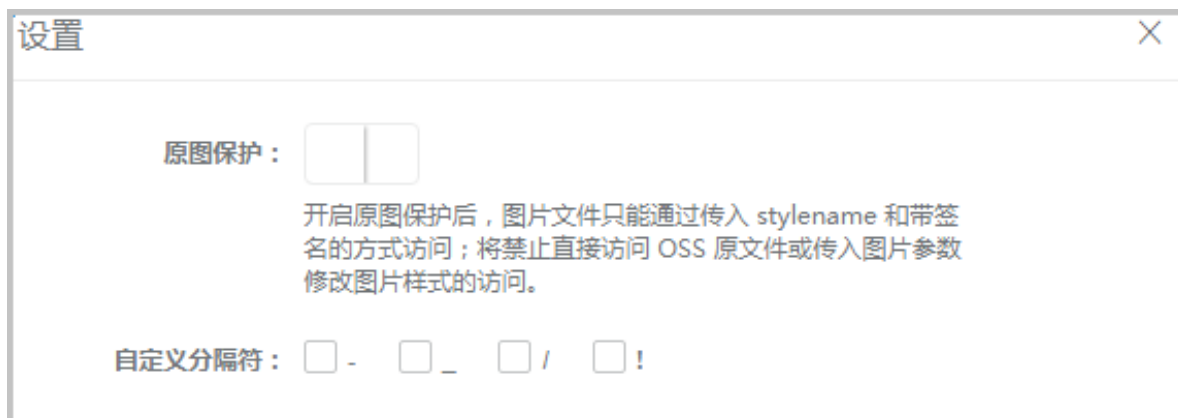 设置
原图保护：
开启原图保护后，图片文件只能通过传入 stylename 和带签
名的方式访问；将禁止直接访问 OSS 原文件或传入图片参数
修改图片样式的访问。
自定义分隔符： - _ / !